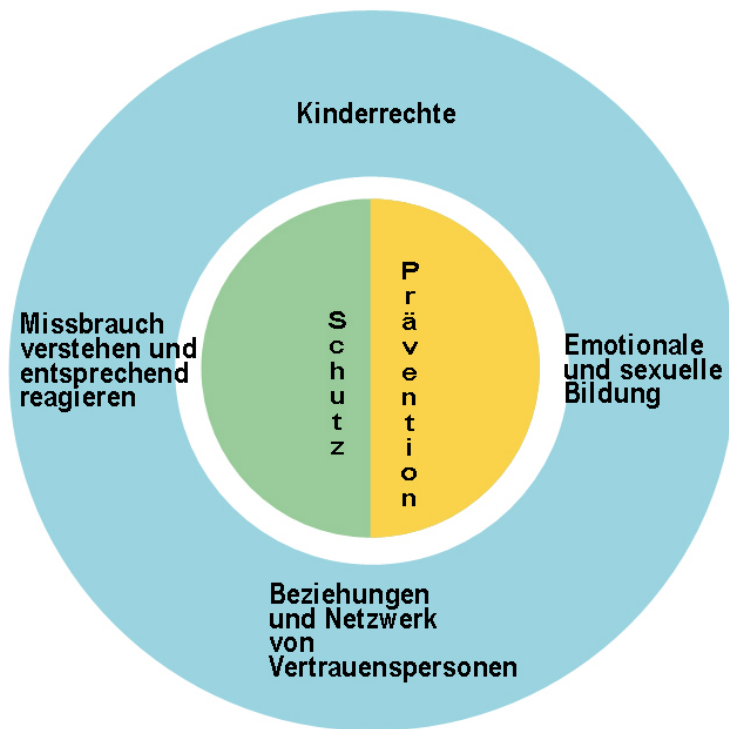 Kinderrechte
Missbrauch
verstehen und
entsprechend
reagieren
Schutz
Prävention
Emotionale
und sexuelle
Bildung
Beziehungen
und Netzwerk
von
Vertrauenspersonen